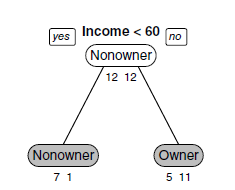 Income < 60
yes no
Nonowner
12 12
Nonowner Owner
7 1 5 11